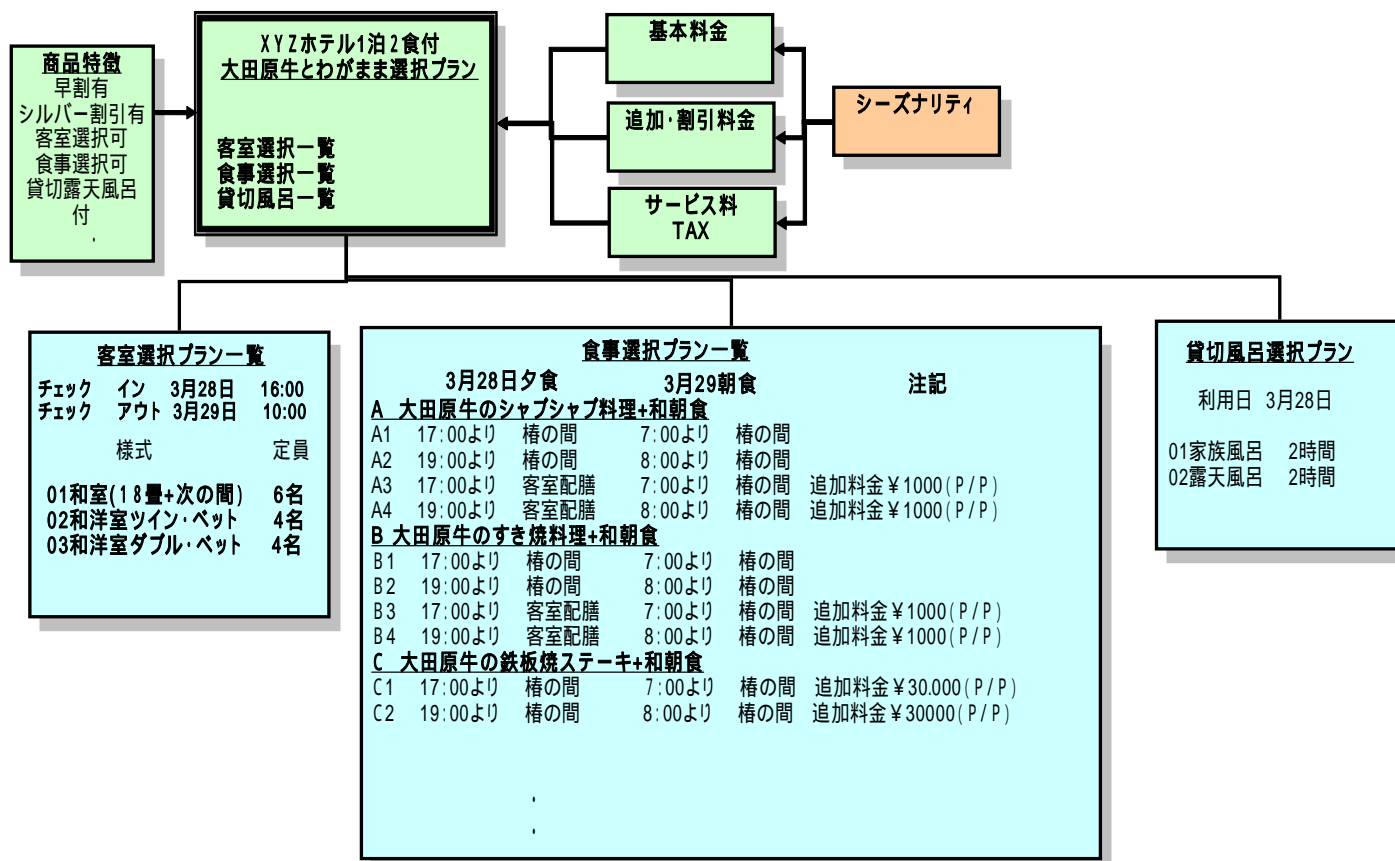 商品特徴
早割有
シルバー割引有
客室選択可
食事選択可
貸切露天風呂
付
・
XYZホテル1泊2食付
大田原牛とわがまま選択プラン
客室選択一覧
食事選択一覧
貸切風呂一覧
基本料金
追加・割引料金
サービス料
TAX
シーズナリティ
客室選択プラン一覧
チェック イン 3月28日 16:00
チェック アウト 3月29日 10:00
様式 定員
01和室(18畳+次の間) 6名
02和洋室ツイン・ベット 4名
03和洋室ダブル・ベット 4名
食事選択プラン一覧
3月28日夕食 3月29朝食 注記
A 大田原牛のシャブシャブ料理+和朝食
A1 17:00より 椿の間 7:00より 椿の間
A2 19:00より 椿の間 8:00より 椿の間
A3 17:00より 客室配膳 7:00より 椿の間 追加料金¥1000(P/P)
A4 19:00より 客室配膳 8:00より 椿の間 追加料金¥1000(P/P)
B 大田原牛のすき焼料理+和朝食
B1 17:00より 椿の間 7:00より 椿の間
B2 19:00より 椿の間 8:00より 椿の間
B3 17:00より 客室配膳 7:00より 椿の間 追加料金¥1000(P/P)
B4 19:00より 客室配膳 8:00より 椿の間 追加料金¥1000(P/P)
C 大田原牛の鉄板焼ステーキ+和朝食
C1 17:00より 椿の間 7:00より 椿の間 追加料金¥30.000(P/P)
C2 19:00より 椿の間 8:00より 椿の間 追加料金¥30000(P/P)
・
・
貸切風呂選択プラン
利用日 3月28日
01家族風呂 2時間
02露天風呂 2時間